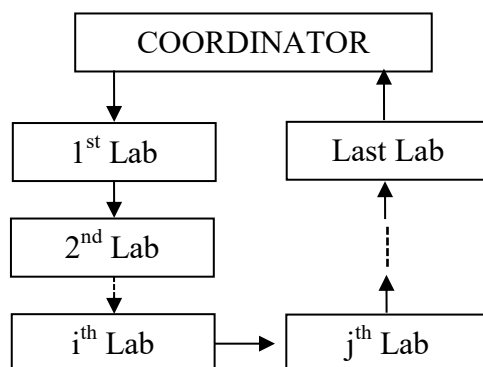 COORDINATOR
1st Lab
Last Lab
2nd Lab
ith Lab
jth Lab